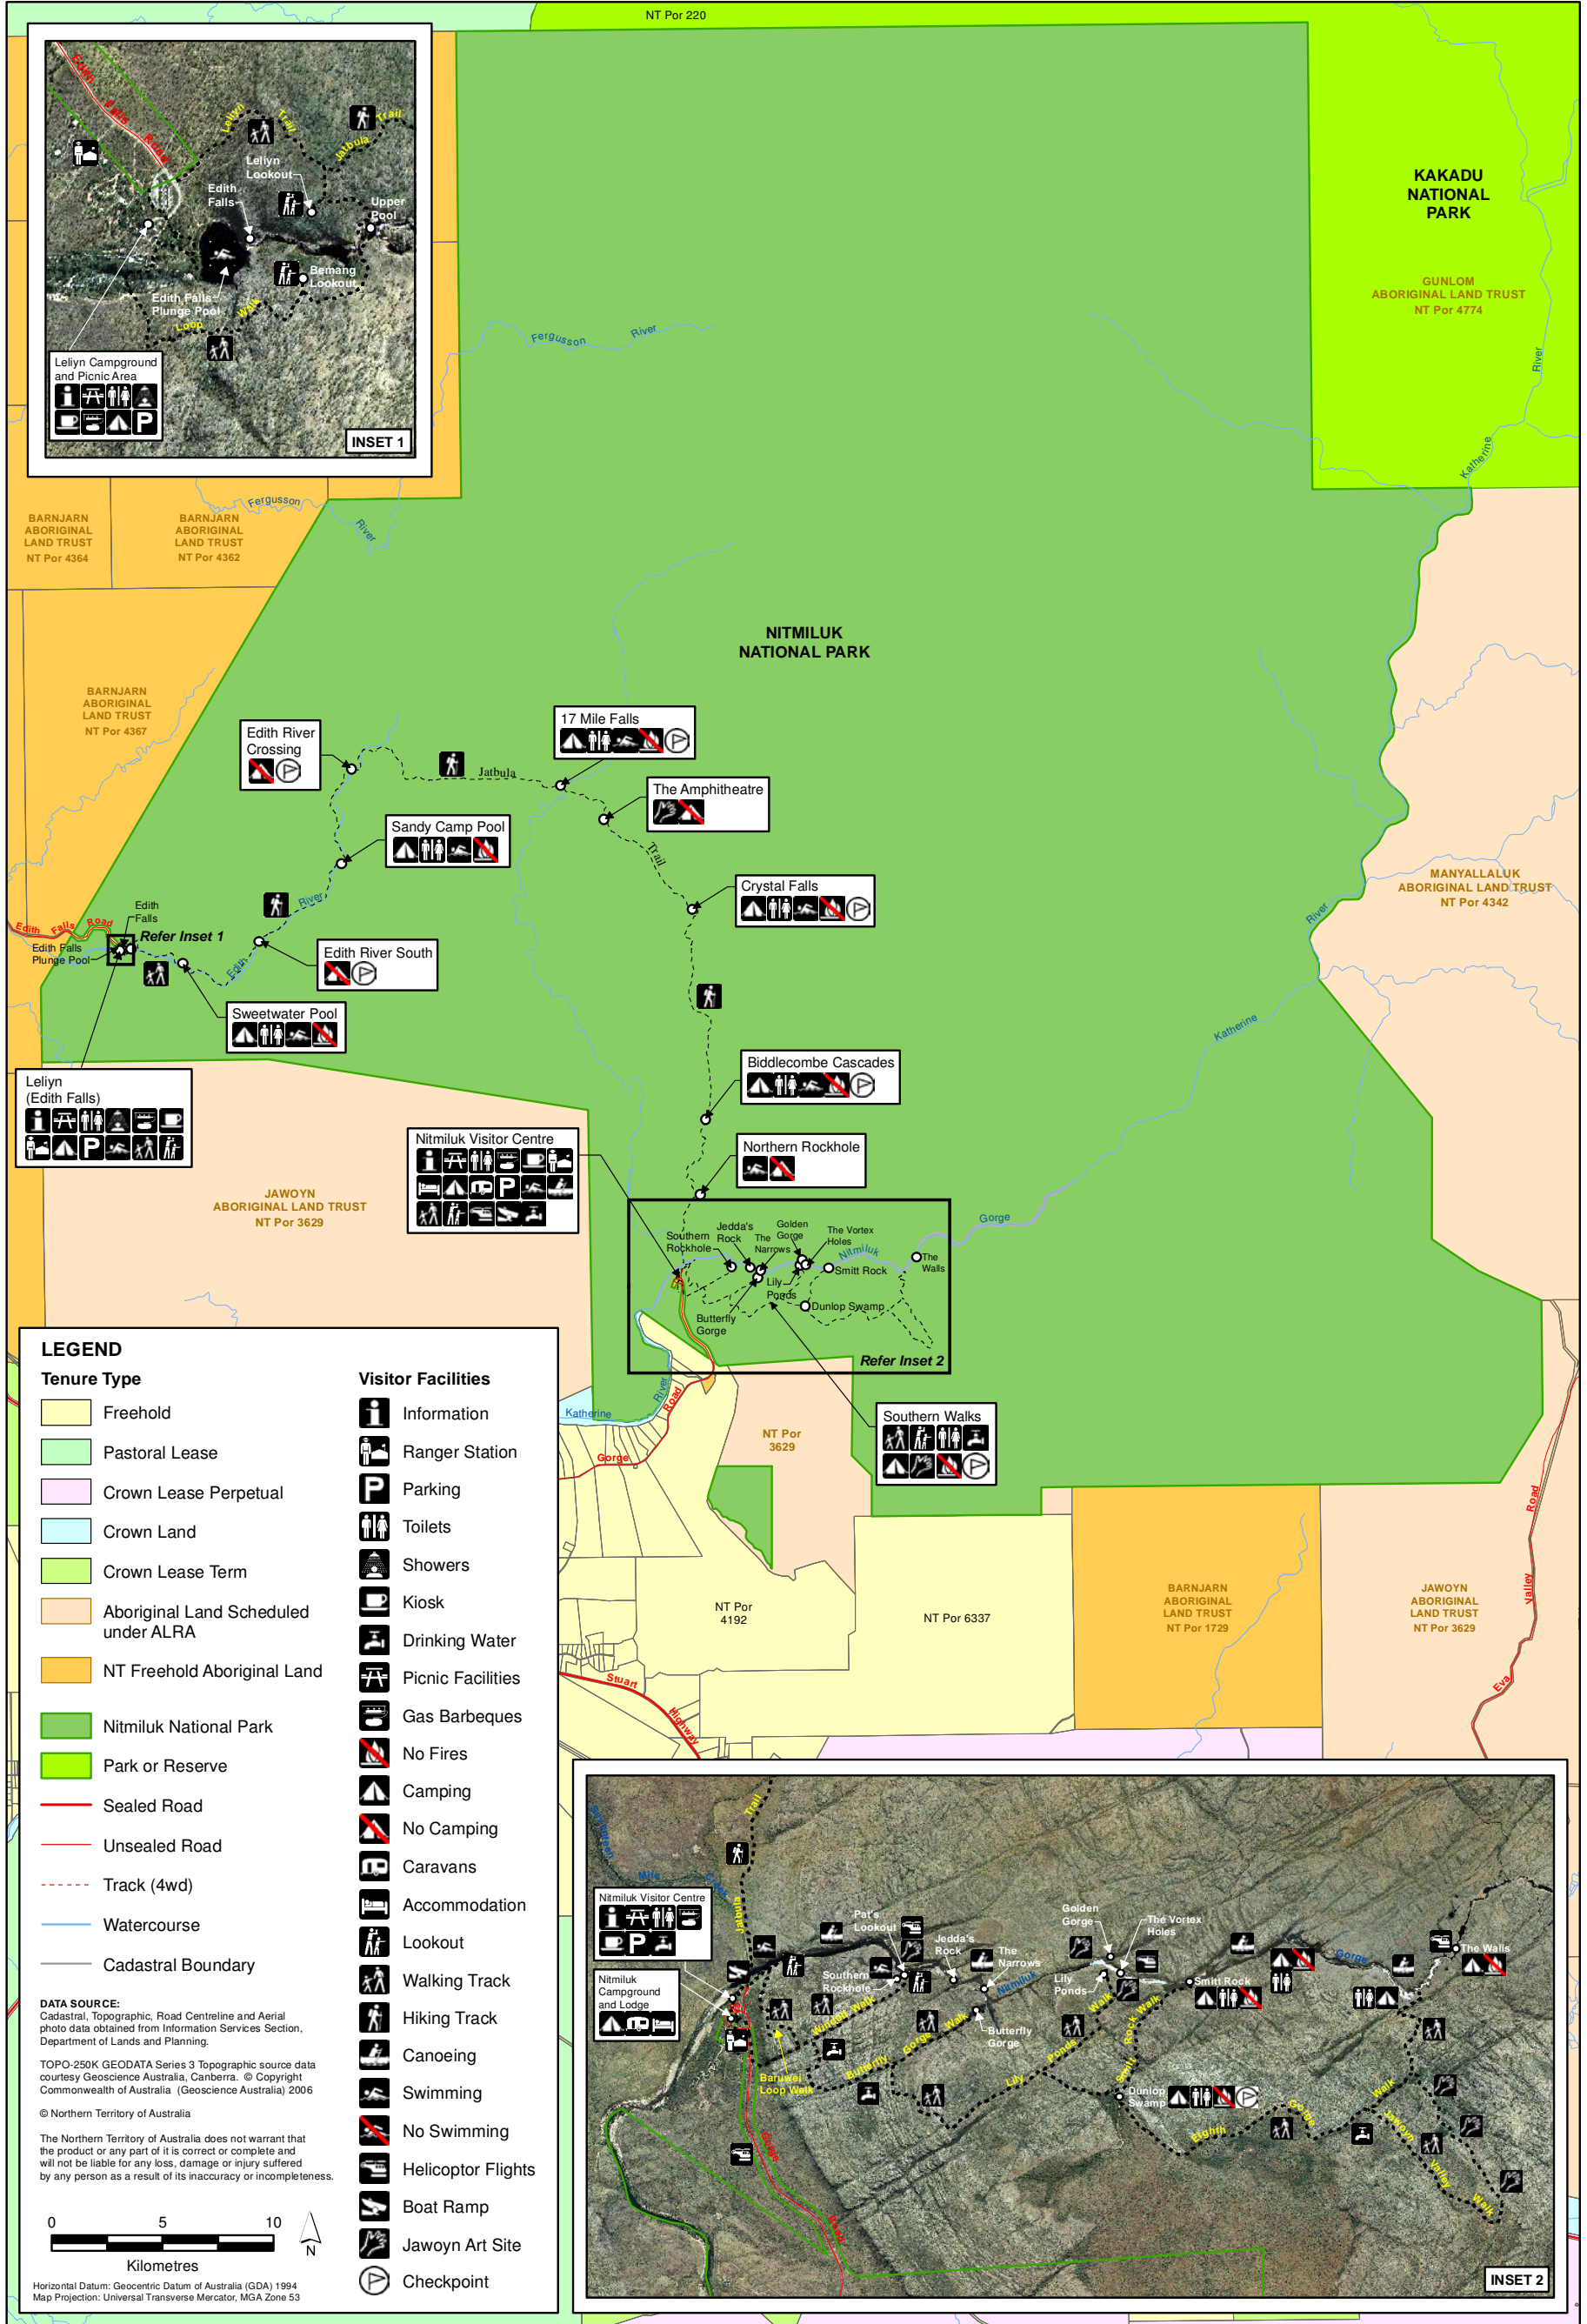 NT Por 220
Edith
Falls
Road
Leliyn
Trail
Jatbula
Trail
Leliyn
Lookout
Edith
Falls
Upper
Pool
Bemang
Lookout
Edith Falls
Plunge Pool
Loop
Walk
Leliyn Campground
and Picnic Area
INSET 1
KAKADU
NATIONAL
PARK
GUNLOM
ABORIGINAL LAND TRUST
NT Por 4774
River
Katherine
Fergusson
River
Fergusson
River
BARNJARN
ABORIGINAL
LAND TRUST
NT Por 4364
BARNJARN
ABORIGINAL
LAND TRUST
NT Por 4362
NITMILUK
NATIONAL PARK
BARNJARN
ABORIGINAL
LAND TRUST
NT Por 4367
Edith River
Crossing
17 Mile Falls
Jatbula
Trail
The Amphitheatre
Sandy Camp Pool
Crystal Falls
MANYALLALUK
ABORIGINAL LAND TRUST
NT Por 4342
River
Katherine
Edith
Falls
Edith Falls Road
Refer Inset 1
Edith Falls
Plunge Pool
River
Edith
Edith River South
Sweetwater Pool
Leliyn
(Edith Falls)
Biddlecombe Cascades
Nitmiluk Visitor Centre
Northern Rockhole
JAWOYN
ABORIGINAL LAND TRUST
NT Por 3629
Southern
Rockhole
Jedda's
Rock
The
Narrows
Golden
Gorge
The Vortex
Holes
Nitmiluk
Gorge
The
Walls
Smitt Rock
Lily
Ponds
Dunlop Swamp
Butterfly
Gorge
Refer Inset 2
Katherine
River
Gorge
Road
NT Por
3629
Southern Walks
NT Por
4192
NT Por 6337
BARNJARN
ABORIGINAL
LAND TRUST
NT Por 1729
JAWOYN
ABORIGINAL
LAND TRUST
NT Por 3629
Road
Valley
Eva
Stuart
Highway
LEGEND
Tenure Type
Freehold
Pastoral Lease
Crown Lease Perpetual
Crown Land
Crown Lease Term
Aboriginal Land Scheduled
under ALRA
NT Freehold Aboriginal Land
Nitmiluk National Park
Park or Reserve
Sealed Road
Unsealed Road
Track (4wd)
Watercourse
Cadastral Boundary
Visitor Facilities
Information
Ranger Station
P
Parking
Toilets
Showers
Kiosk
Drinking Water
Picnic Facilities
Gas Barbeques
No Fires
Camping
No Camping
Caravans
Accommodation
Lookout
Walking Track
Hiking Track
Canoeing
Swimming
No Swimming
Helicoptor Flights
Boat Ramp
Jawoyn Art Site
Checkpoint
DATA SOURCE:
Cadastral, Topographic, Road Centreline and Aerial
photo data obtained from Information Services Section,
Department of Lands and Planning.
TOPO-250K GEODATA Series 3 Topographic source data
courtesy Geoscience Australia, Canberra. © Copyright
Commonwealth of Australia (Geoscience Australia) 2006
© Northern Territory of Australia
The Northern Territory of Australia does not warrant that
the product or any part of it is correct or complete and
will not be liable for any loss, damage or injury suffered
by any person as a result of its inaccuracy or incompleteness.
0 5 10
Kilometres
N
Horizontal Datum: Geocentric Datum of Australia (GDA) 1994
Map Projection: Universal Transverse Mercator, MGA Zone 53
Trail
Jatbula
Mile
Creek
Nitmiluk Visitor Centre
Nitmiluk
Campground
and Lodge
Pat's
Lookout
Southern
Rockhole
Jedda's
Rock
The
Narrows
Nitmiluk
Golden
Gorge
The Vortex
Holes
Lily
Ponds
Smitt Rock
Gorge
The Walls
Windolf Walk
Butterfly Gorge Walk
Butterfly
Gorge
Baruwei
Loop Walk
Lily Ponds Walk
Smitt Rock Walk
Dunlop
Swamp
Eighth Gorge Walk
Jawoyn Valley Walk
Gorge
Road
INSET 2